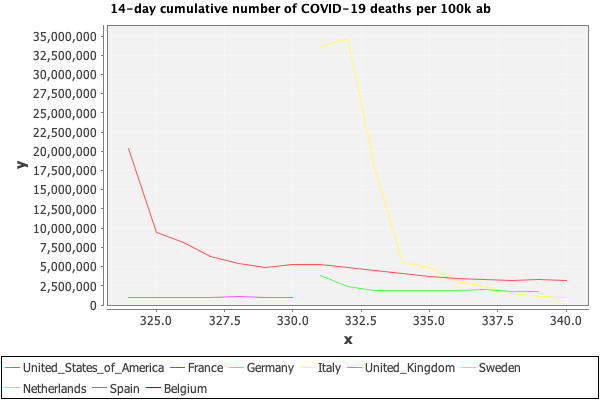 14-day cumulative number of COVID-19 deaths per 100k ab
35,000,000
32,500,000
30,000,000
27,500,000
25,000,000
22,500,000
20,000,000
17,500,000
15,000,000
12,500,000
10,000,000
7,500,000
5,000,000
2,500,000
0
y
325.0 327.5 330.0 332.5 335.0 337.5 340.0
x
United_States_of_America France Germany Italy United_Kingdom Sweden
Netherlands Spain Belgium